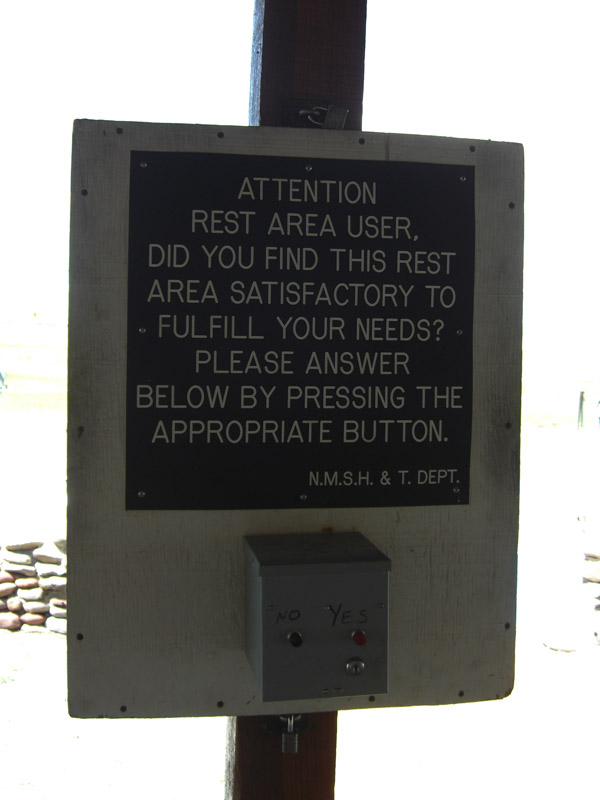 ATTENTION
REST AREA USER,
DID YOU FIND THIS REST
AREA SATISFACTORY TO
FULFILL YOUR NEEDS?
PLEASE ANSWER
BELOW BY PRESSING THE
APPROPRIATE BUTTON.
N.M.S.H. & T. DEPT.
NO YES